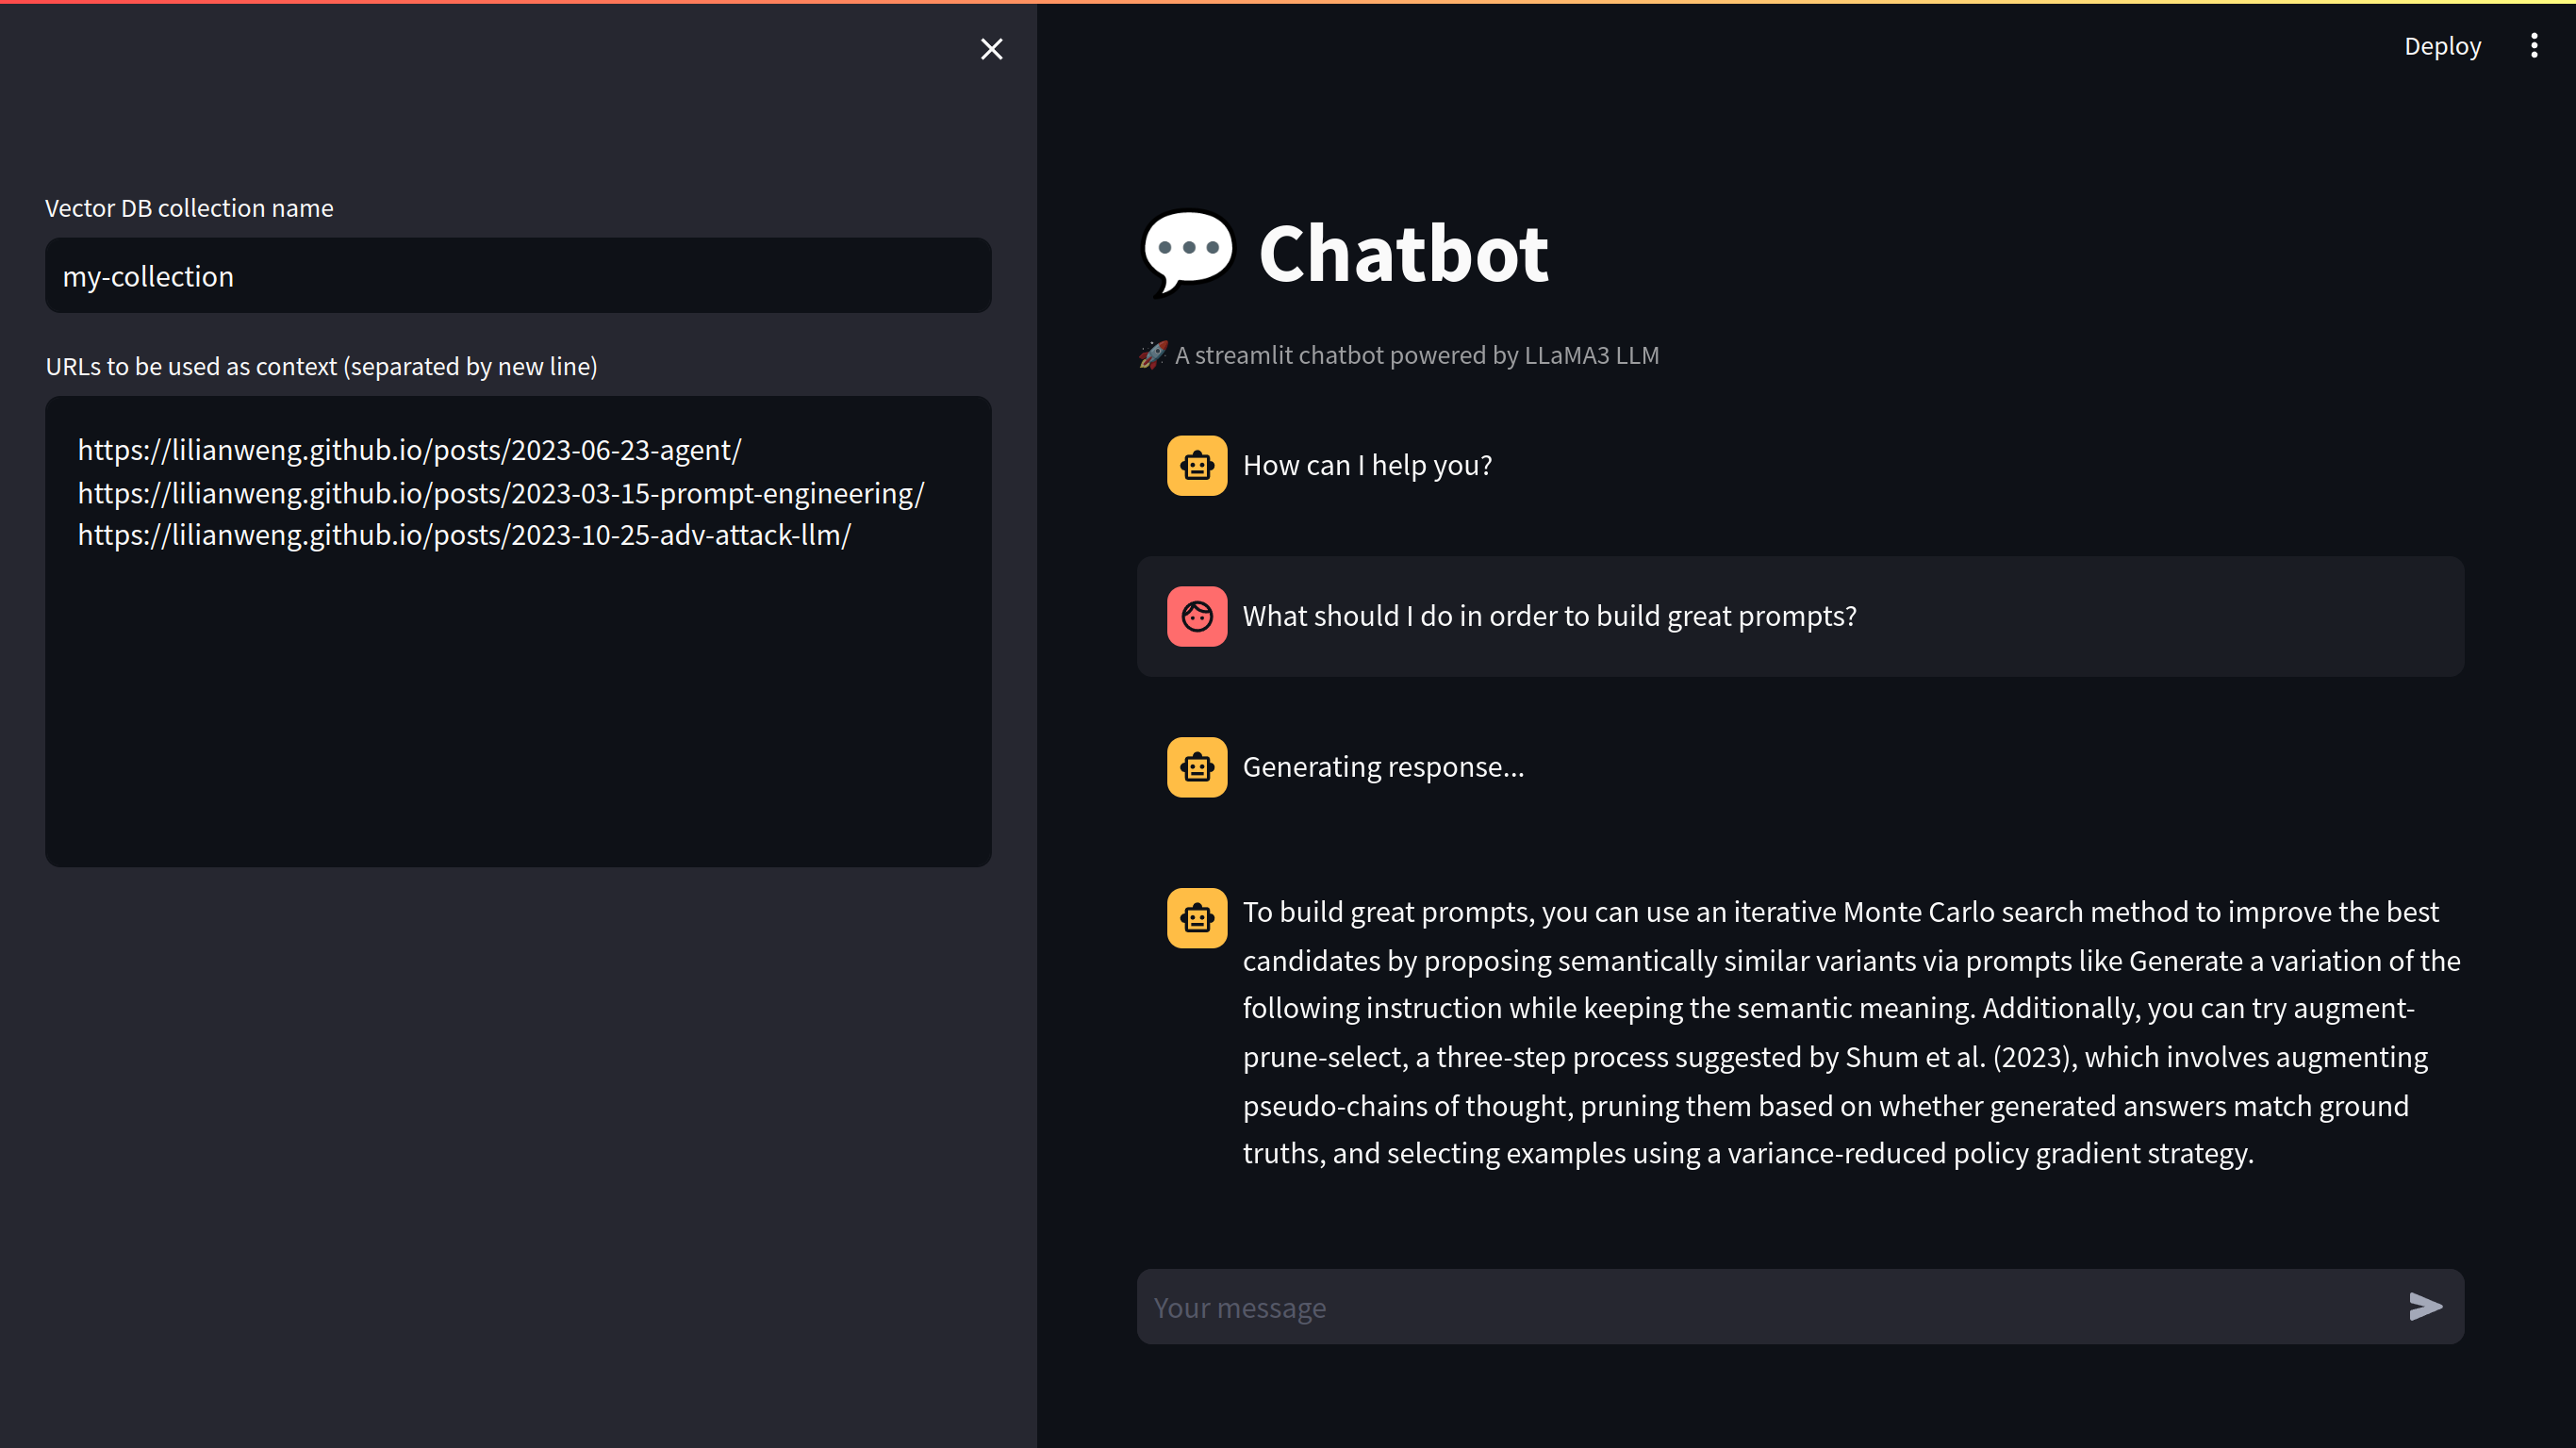 Vector DB collection name
my-collection
URLs to be used as context (separated by new line)
https://lilianweng.github.io/posts/2023-06-23-agent/
https://lilianweng.github.io/posts/2023-03-15-prompt-engineering/
https://lilianweng.github.io/posts/2023-10-25-adv-attack-llm/
Deploy
💬 Chatbot
🚀 A streamlit chatbot powered by LLaMA3 LLM
How can I help you?
What should I do in order to build great prompts?
Generating response...
To build great prompts, you can use an iterative Monte Carlo search method to improve the best
candidates by proposing semantically similar variants via prompts like Generate a variation of the
following instruction while keeping the semantic meaning. Additionally, you can try augment-
prune-select, a three-step process suggested by Shum et al. (2023), which involves augmenting
pseudo-chains of thought, pruning them based on whether generated answers match ground
truths, and selecting examples using a variance-reduced policy gradient strategy.
Your message